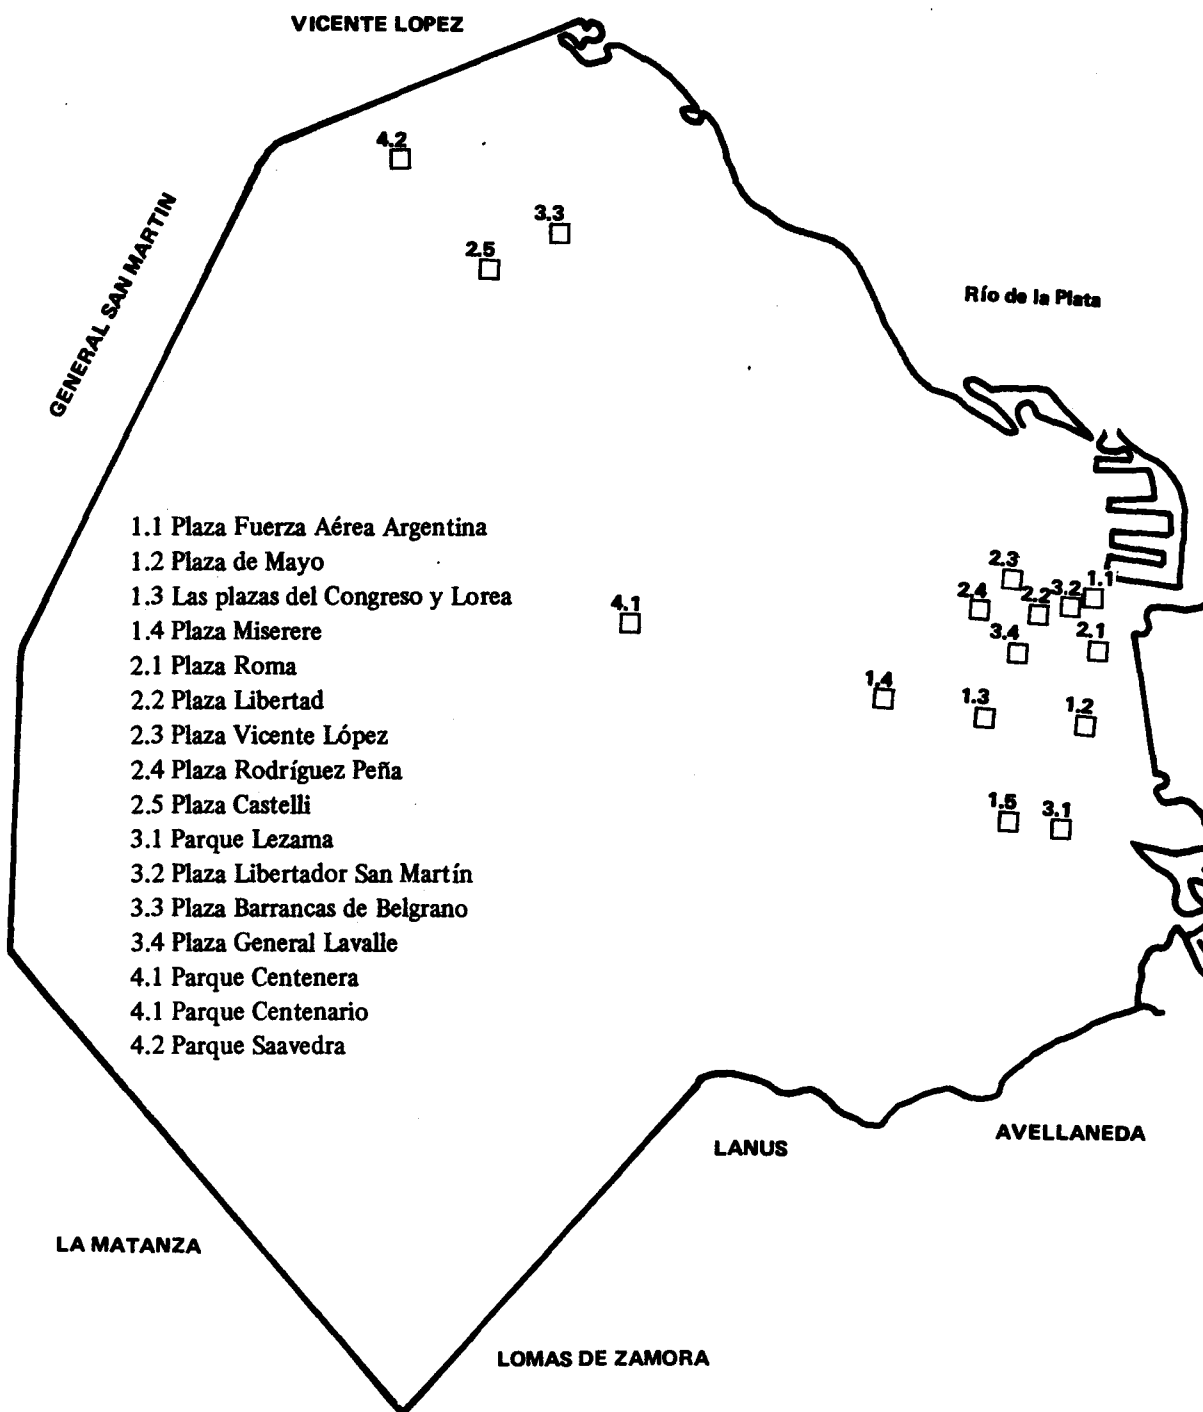 VICENTE LOPEZ
4.2
3.3
2.5
GENERAL SAN MARTIN
Río de la Plata
1.1 Plaza Fuerza Aérea Argentina
1.2 Plaza de Mayo
1.3 Las plazas del Congreso y Lorea
1.4 Plaza Miserere
2.1 Plaza Roma
2.2 Plaza Libertad
2.3 Plaza Vicente López
2.4 Plaza Rodríguez Peña
2.5 Plaza Castelli
3.1 Parque Lezama
3.2 Plaza Libertador San Martín
3.3 Plaza Barrancas de Belgrano
3.4 Plaza General Lavalle
4.1 Parque Centenera
4.1 Parque Centenario
4.2 Parque Saavedra
4.1
2.3
1.1
2.4
2.2
3.2
3.4
2.1
1.4
1.3
1.2
1.5
3.1
LANUS
AVELLANEDA
LA MATANZA
LOMAS DE ZAMORA